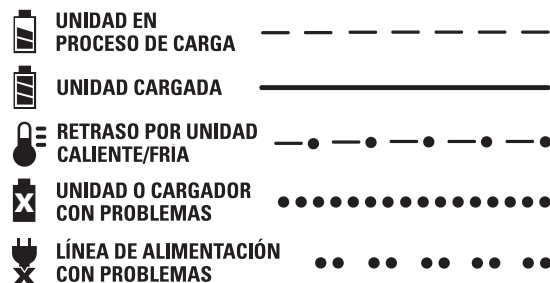 UNIDAD EN
PROCESO DE CARGA
UNIDAD CARGADA
RETRASO POR UNIDAD
CALIENTE/FRÍA
UNIDAD O CARGADOR
CON PROBLEMAS
LÍNEA DE ALIMENTACIÓN
CON PROBLEMAS